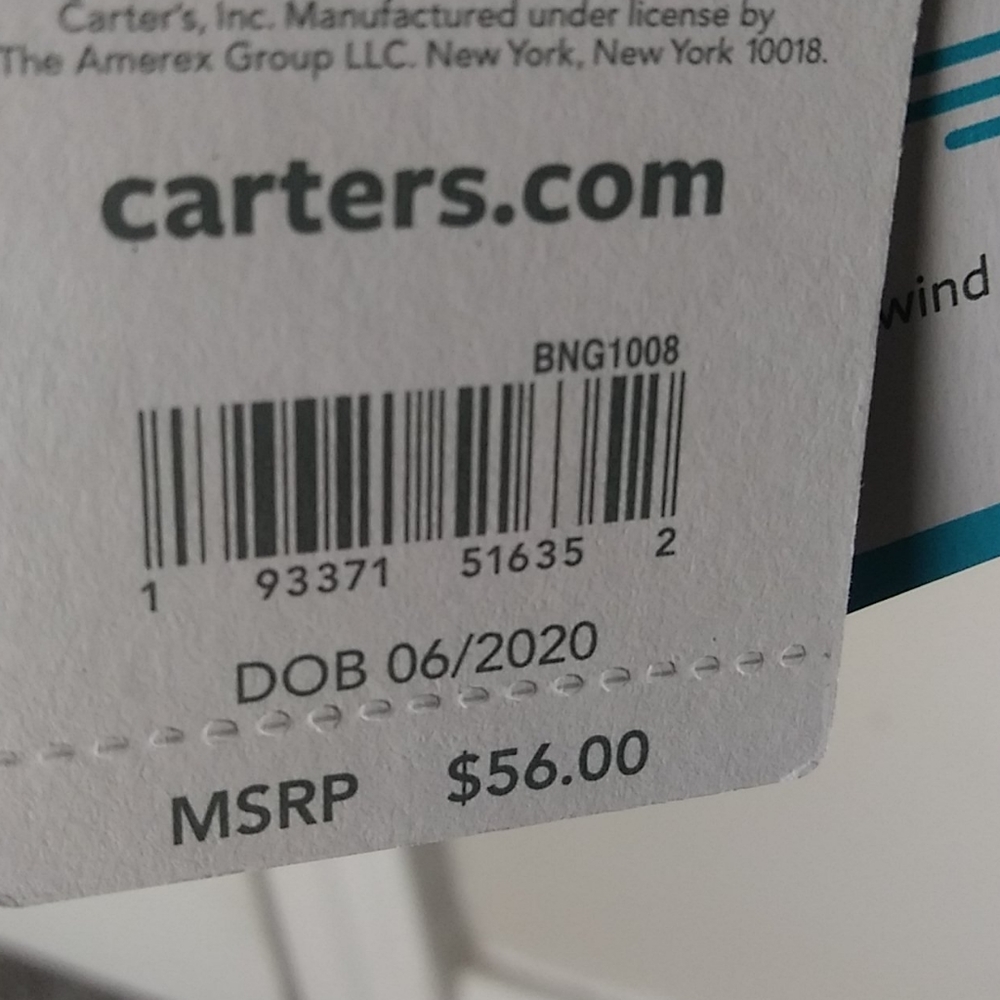 Carter's, Inc. Manufactured under license by
The Amerex Group LLC. New York, New York 10018.
carters.com
wind
BNG1008
1 93371 51635 2
DOB 06/2020
MSRP $56.00